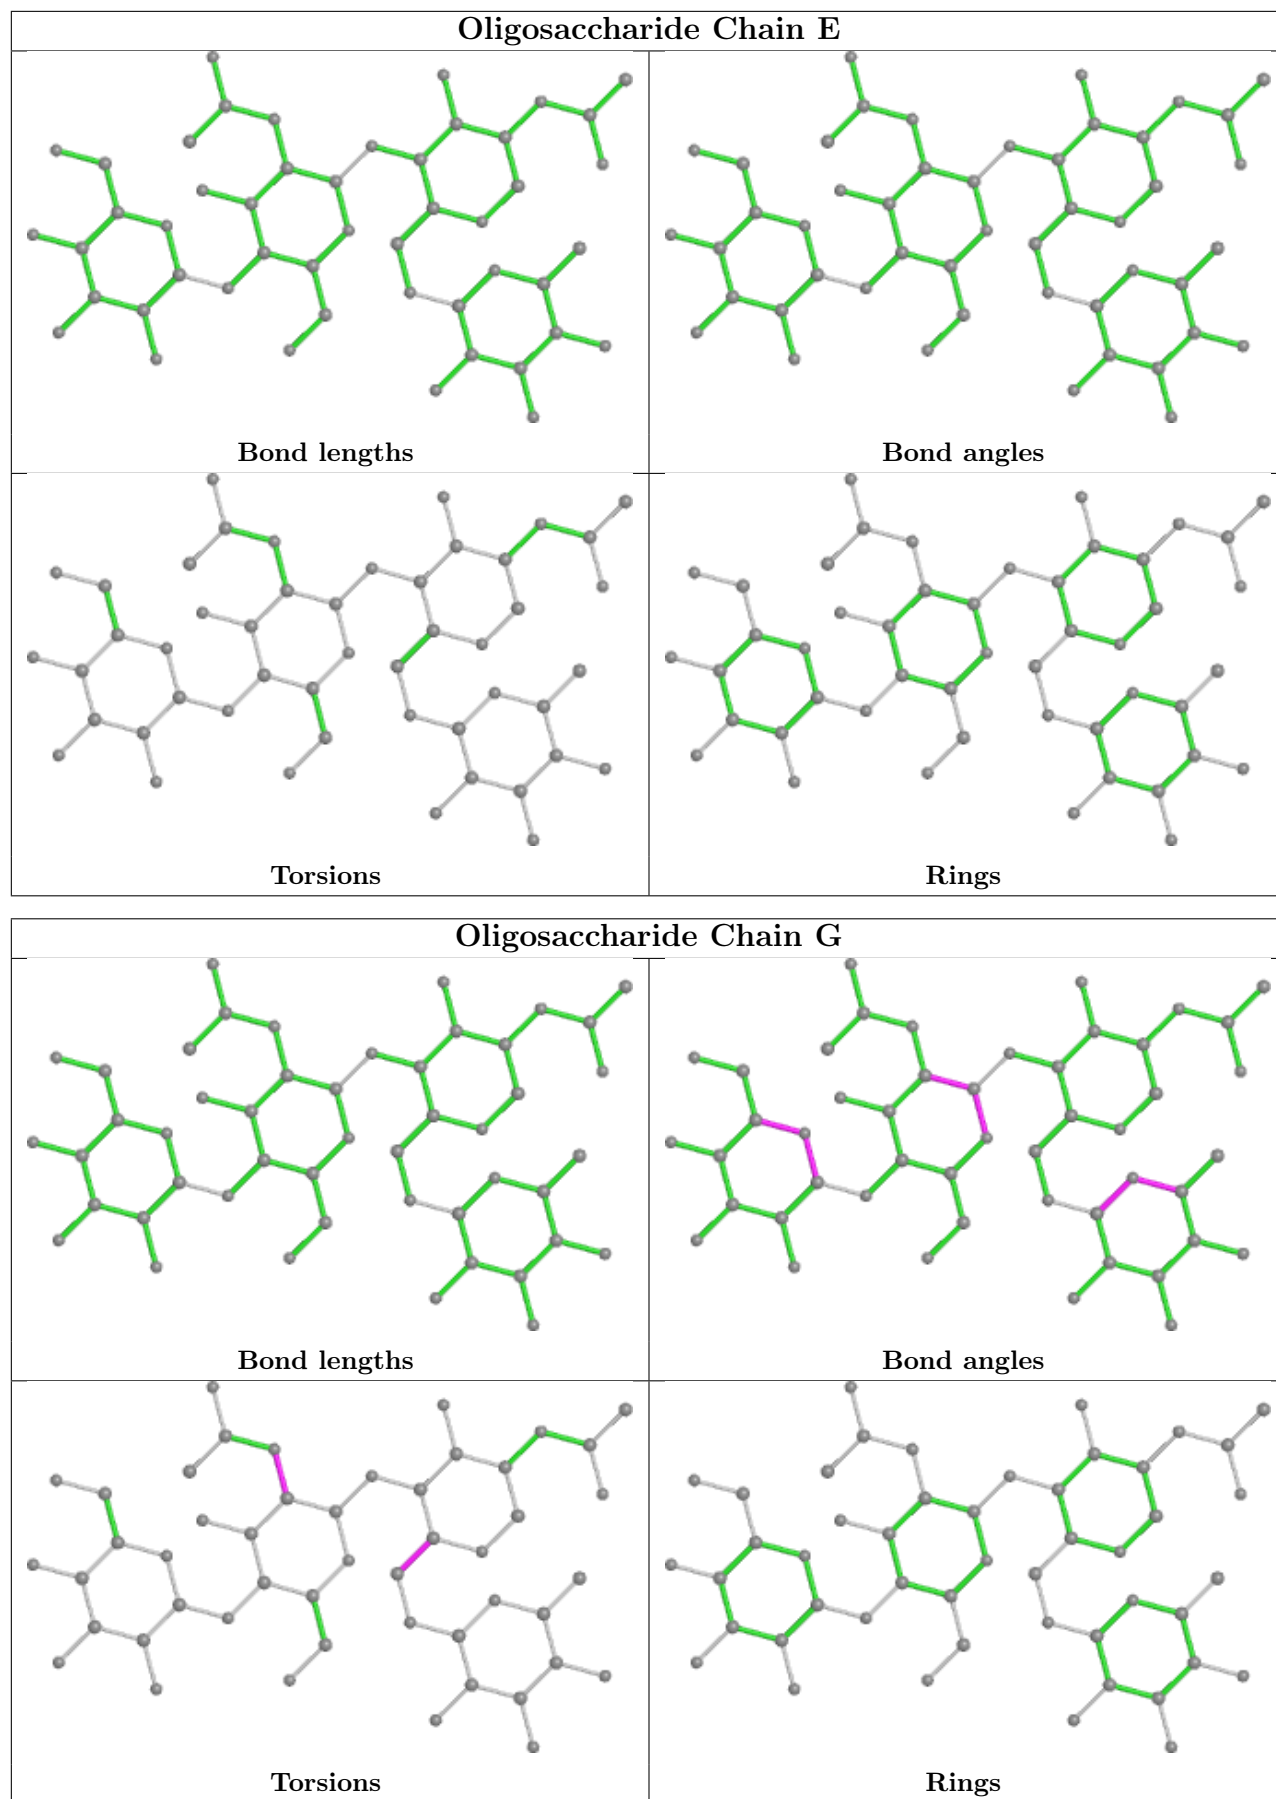 Oligosaccharide Chain E
Bond lengths
Bond angles
Torsions
Rings
Oligosaccharide Chain G
Bond lengths
Bond angles
Torsions
Rings